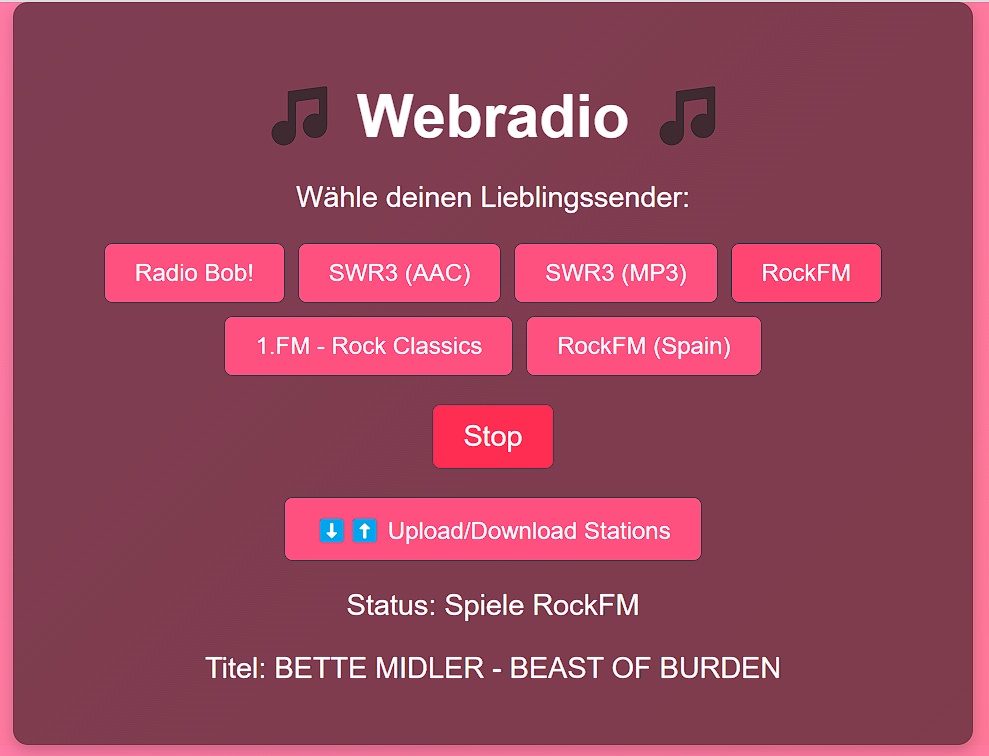 🎵 Webradio 🎵
Wähle deinen Lieblingssender:
Radio Bob! SWR3 (AAC) SWR3 (MP3) RockFM
1.FM - Rock Classics RockFM (Spain)
Stop
⬇️⬆️ Upload/Download Stations
Status: Spiele RockFM
Titel: BETTE MIDLER - BEAST OF BURDEN